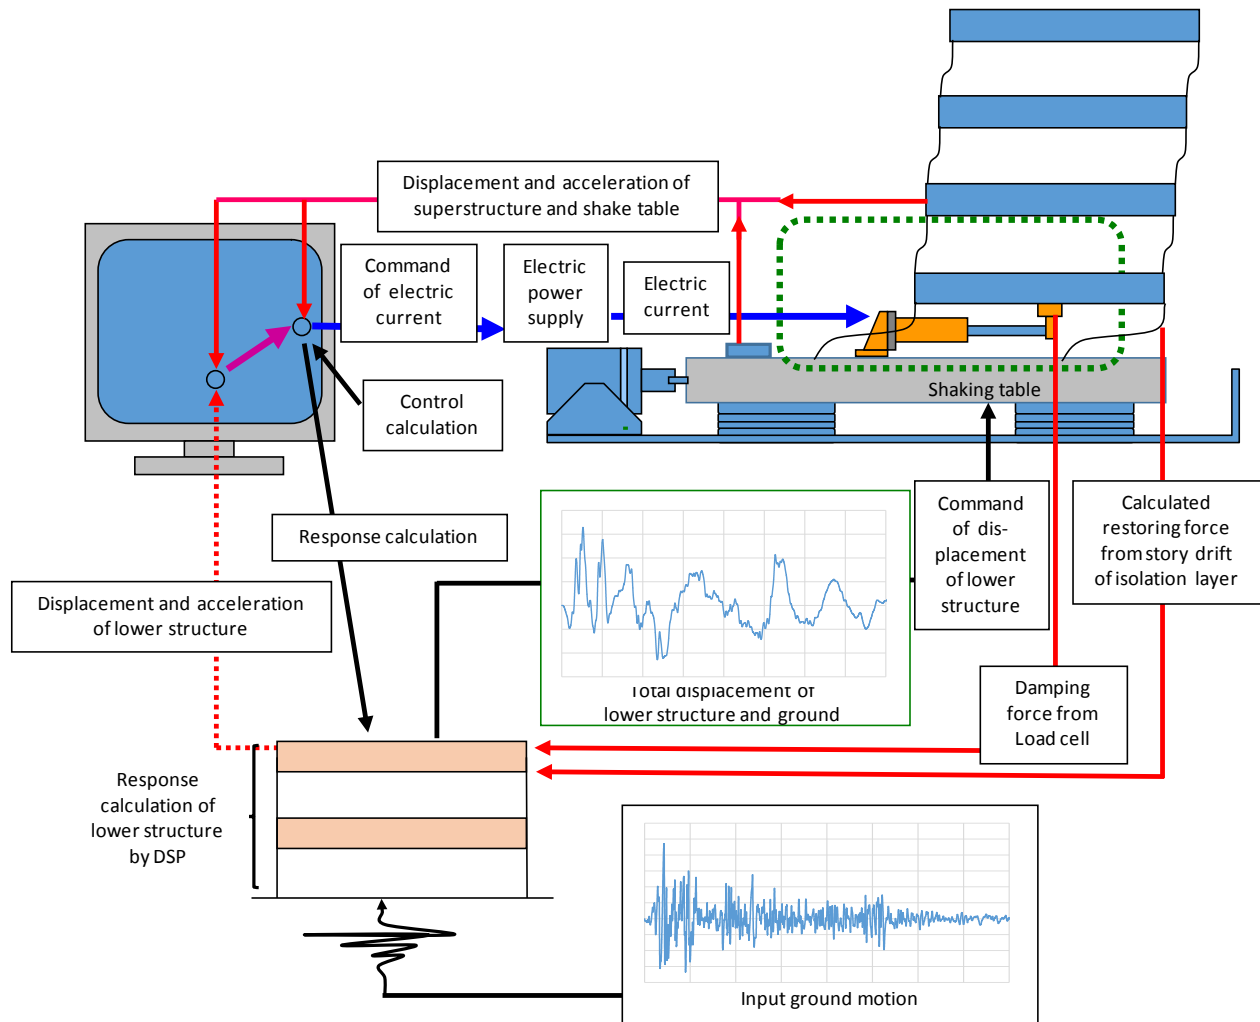 Displacement and acceleration of
superstructure and shake table
Command
of electric
current
Electric
power
supply
Electric
current
Control
calculation
Shaking table
Response calculation
Command
of dis-
placement
of lower
structure
Calculated
restoring force
from story drift
of isolation layer
Displacement and acceleration
of lower structure
Total displacement of
lower structure and ground
Damping
force from
Load cell
Response
calculation of
lower structure
by DSP
Input ground motion